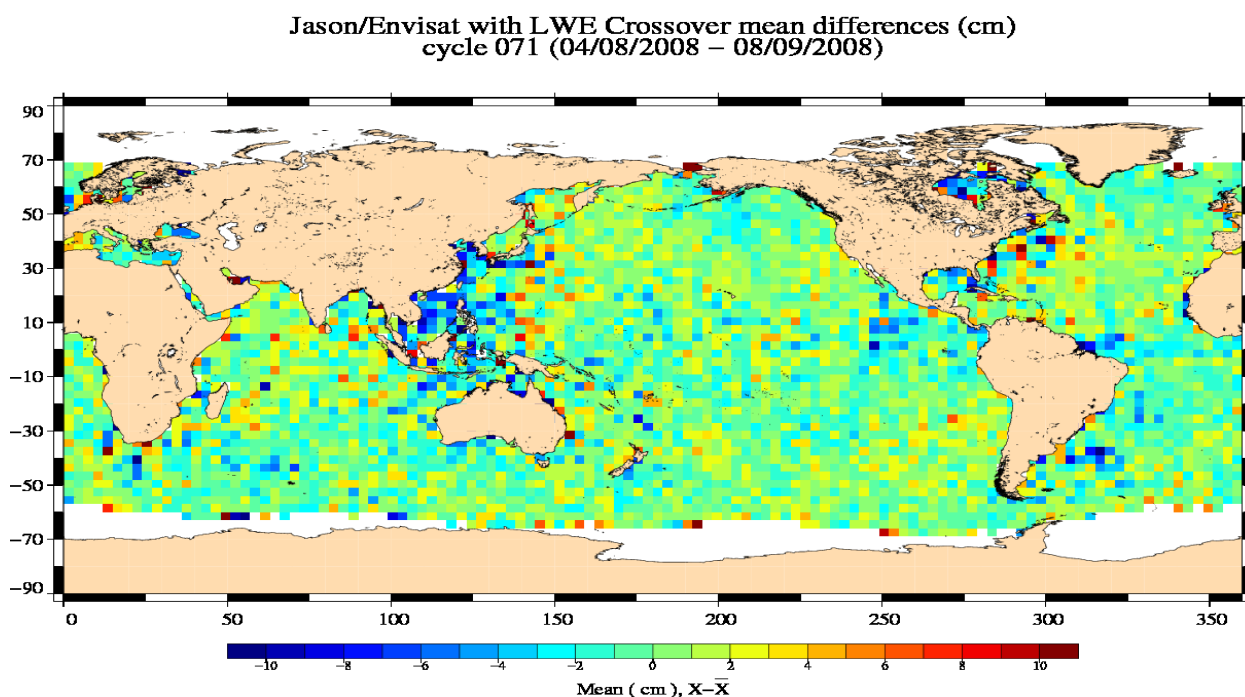 Jason/Envisat with LWE Crossover mean differences (cm)
cycle 071 (04/08/2008 – 08/09/2008)
90
70
50
30
10
−10
−30
−50
−70
−90
0 50 100 150 200 250 300 350
−10 −8 −6 −4 −2 0 2 4 6 8 10
Mean ( cm ), X−X̅